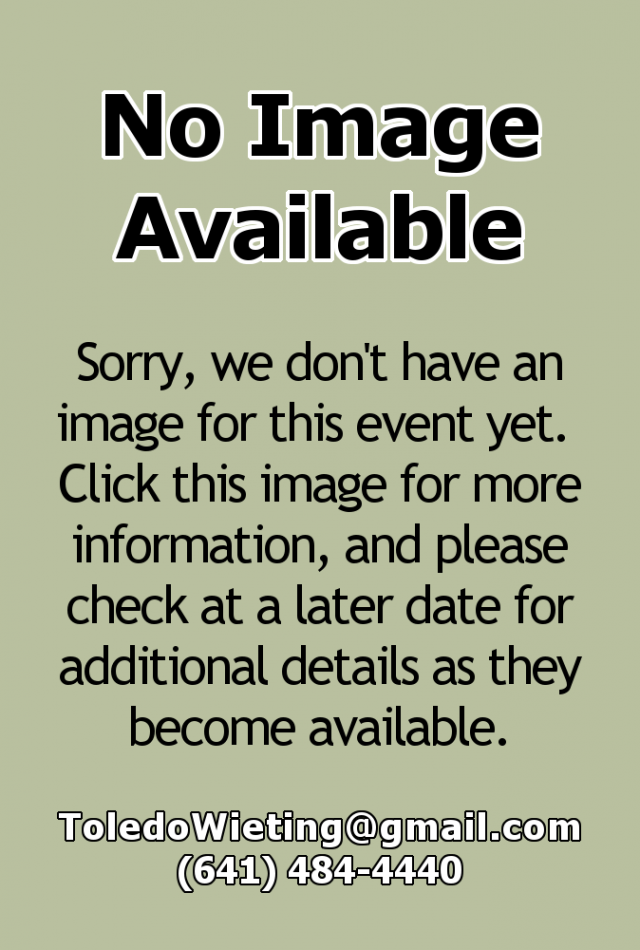 No Image
Available
Sorry, we don't have an
image for this event yet.
Click this image for more
information, and please
check at a later date for
additional details as they
become available.
ToledoWieting@gmail.com
(641) 484-4440